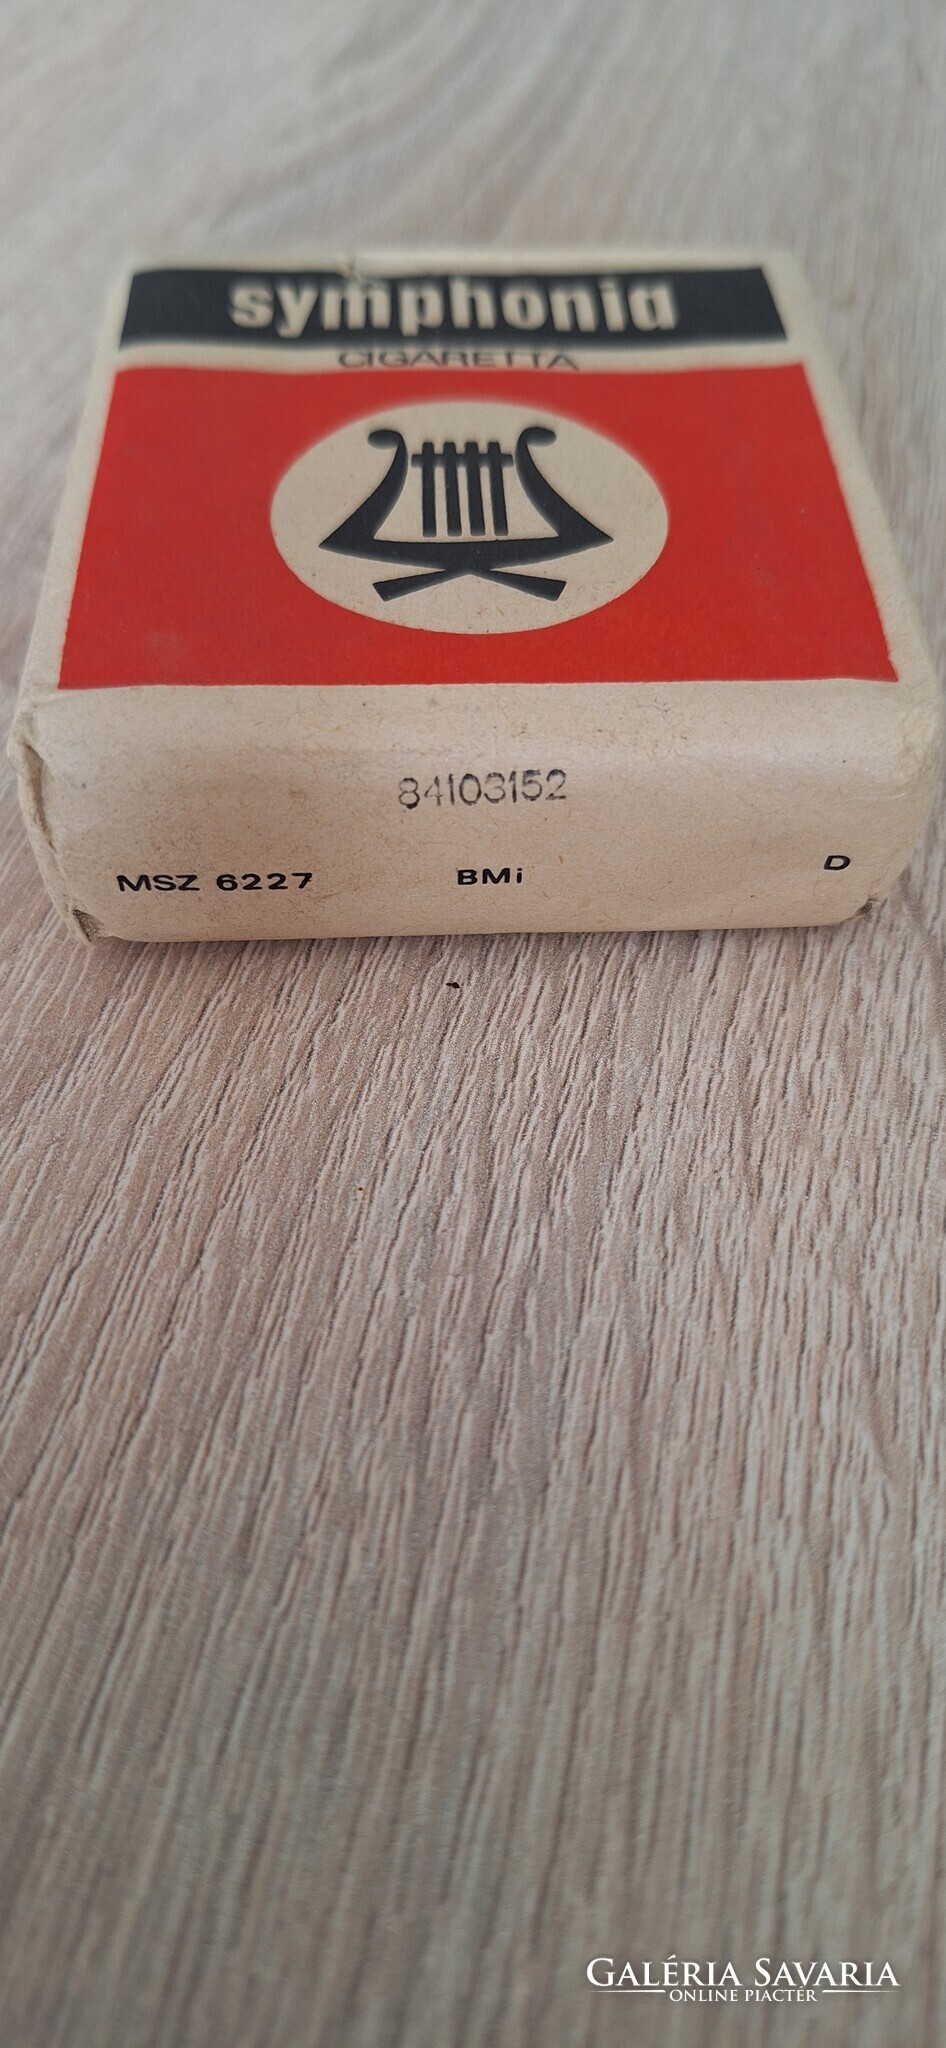 symphonia
CIGARETTA
84103152
MSZ 6227 BMi D
GALÉRIA SAVARIA
ONLINE PIACTÉR